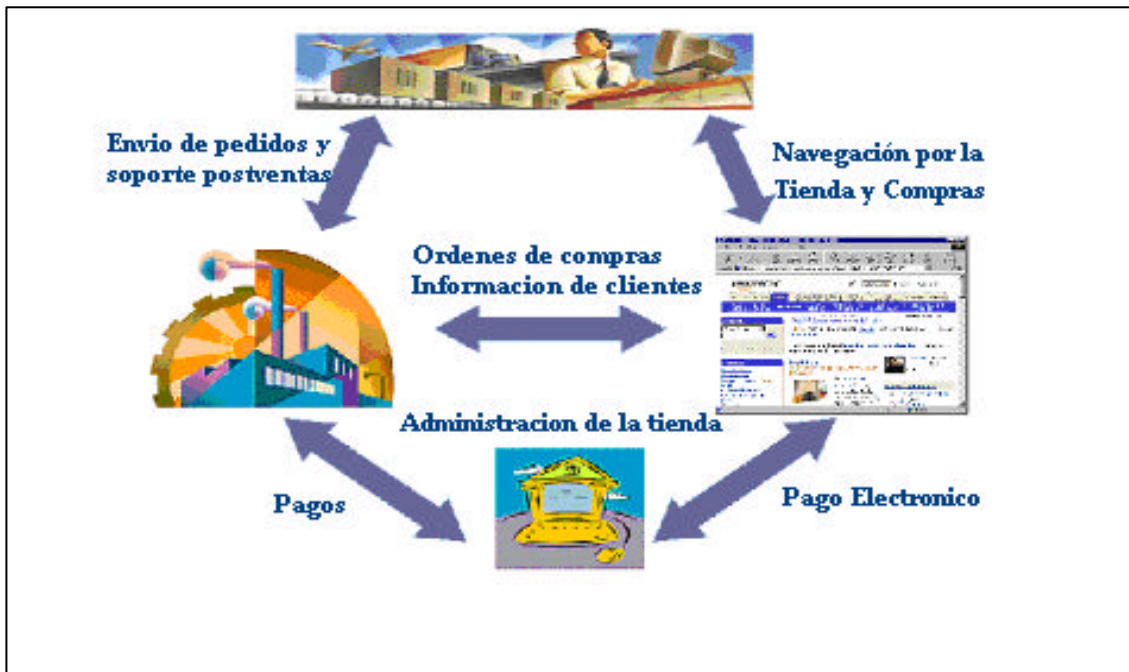 Envio de pedidos y
soporte postventas
Navegación por la
Tienda y Compras
Ordenes de compras
Informacion de clientes
Administracion de la tienda
Pagos
Pago Electronico